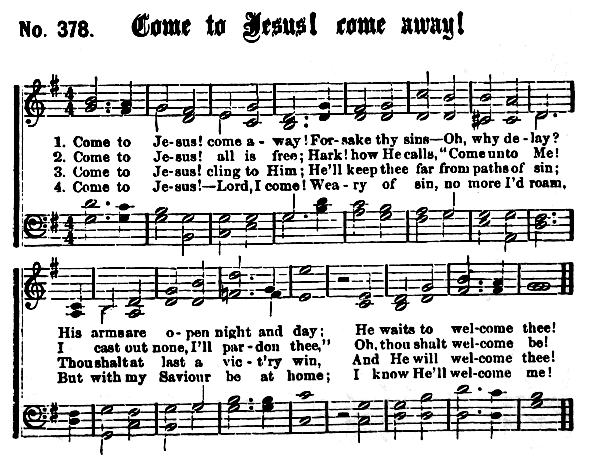 No. 378. Come to Jesus! come away!
1. Come to Je-sus! come a-way! For-sake thy sins—Oh, why de-lay?
2. Come to Je-sus! all is free; Hark! how He calls, "Come unto Me!
3. Come to Je-sus! cling to Him; He'll keep thee far from paths of sin;
4. Come to Je-sus!—Lord, I come! Wea-ry of sin, no more I'd roam,
His arms are o-pen night and day; He waits to wel-come thee!
I cast out none, I'll par-don thee," Oh, thou shalt wel-come be!
Thou shalt at last a vic-t'ry win, And He will wel-come thee!
But with my Saviour be at home; I know He'll wel-come me!